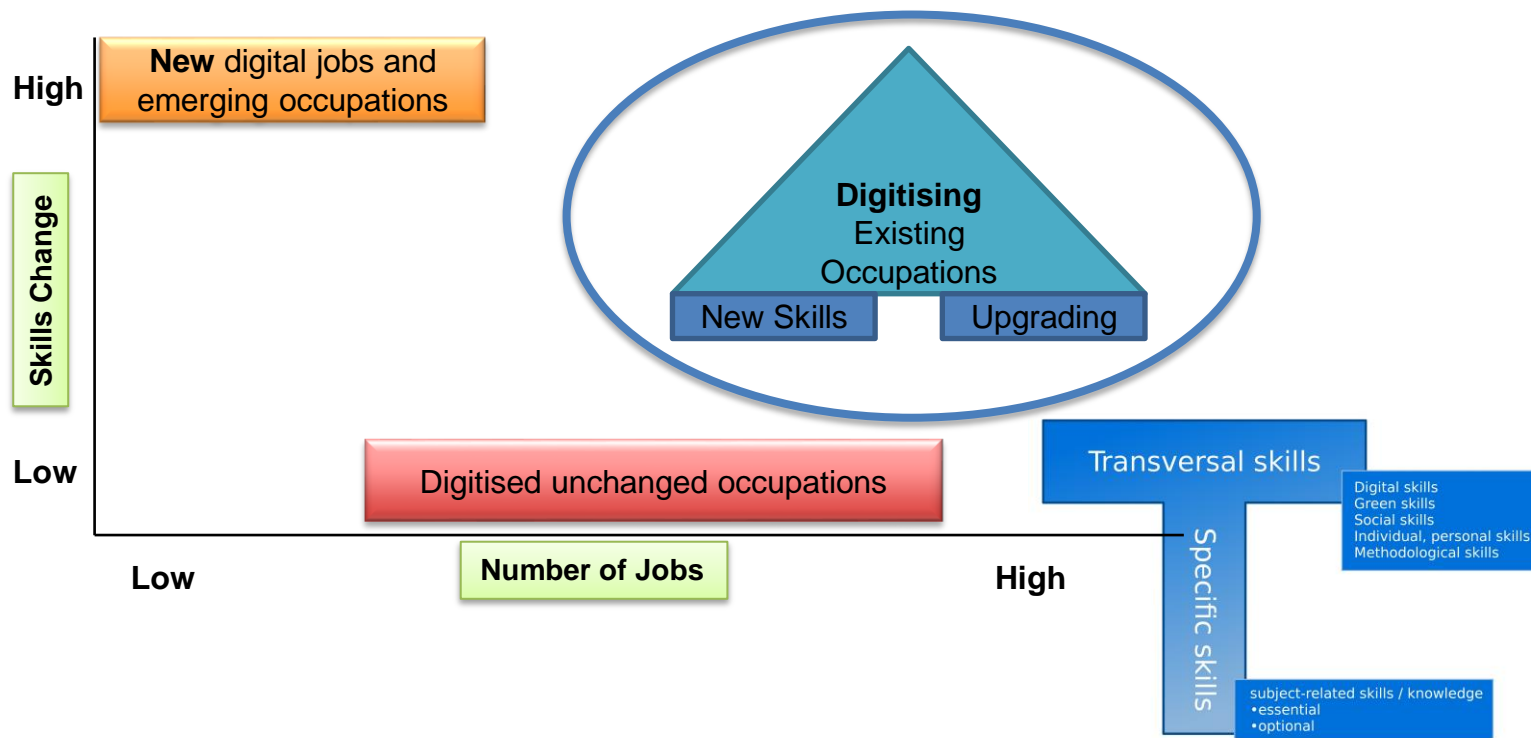 High
New digital jobs and
emerging occupations
Skills Change
Digitising
Existing
Occupations
New Skills
Upgrading
Low
Digitised unchanged occupations
Low
Number of Jobs
High
Transversal skills
Digital skills
Green skills
Social skills
Individual, personal skills
Methodological skills
Specific skills
subject-related skills / knowledge
•essential
•optional